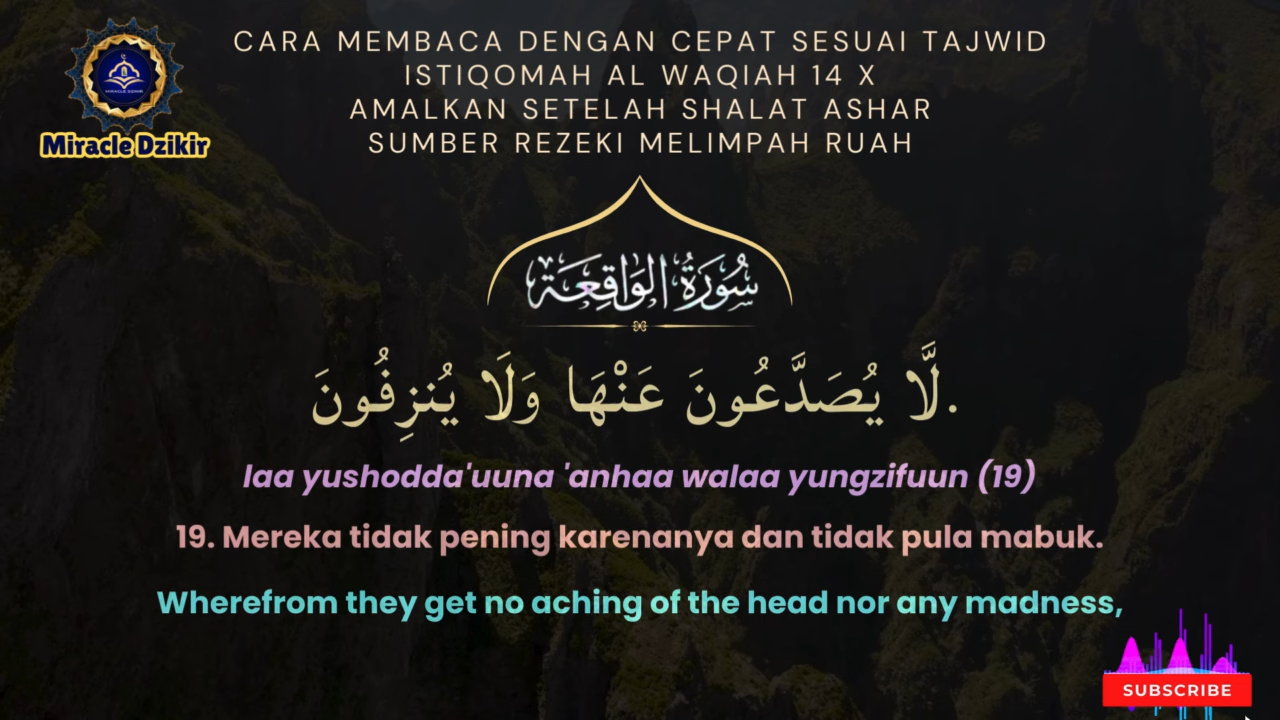 CARA MEMBACA DENGAN CEPAT SESUAI TAJWID
ISTIQOMAH AL WAQIAH 14 X
AMALKAN SETELAH SHALAT ASHAR
SUMBER REZEKI MELIMPAH RUAH
MIRACLE DZIKIR
Miracle Dzikir
سُورَةُ الوَاقِعَة
لَّا يُصَدَّعُونَ عَنْهَا وَلَا يُنزِفُونَ.
laa yushodda'uuna 'anhaa walaa yungzifuun (19)
19. Mereka tidak pening karenanya dan tidak pula mabuk.
Wherefrom they get no aching of the head nor any madness,
SUBSCRIBE